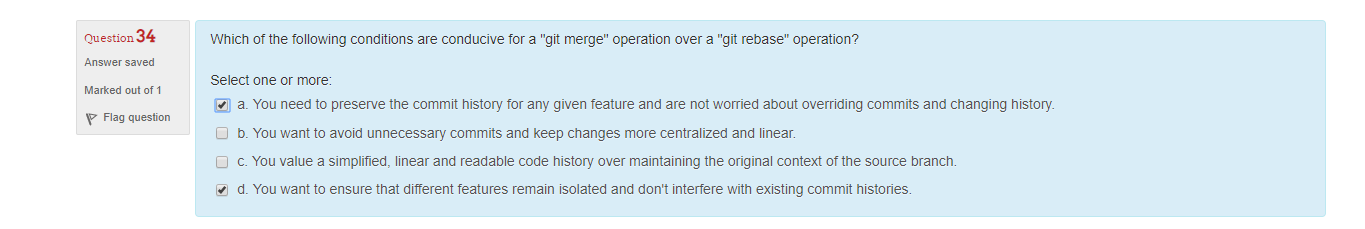 Question 34
Answer saved
Marked out of 1
Flag question
Which of the following conditions are conducive for a "git merge" operation over a "git rebase" operation?
Select one or more:
a. You need to preserve the commit history for any given feature and are not worried about overriding commits and changing history.
b. You want to avoid unnecessary commits and keep changes more centralized and linear.
c. You value a simplified, linear and readable code history over maintaining the original context of the source branch.
d. You want to ensure that different features remain isolated and don't interfere with existing commit histories.